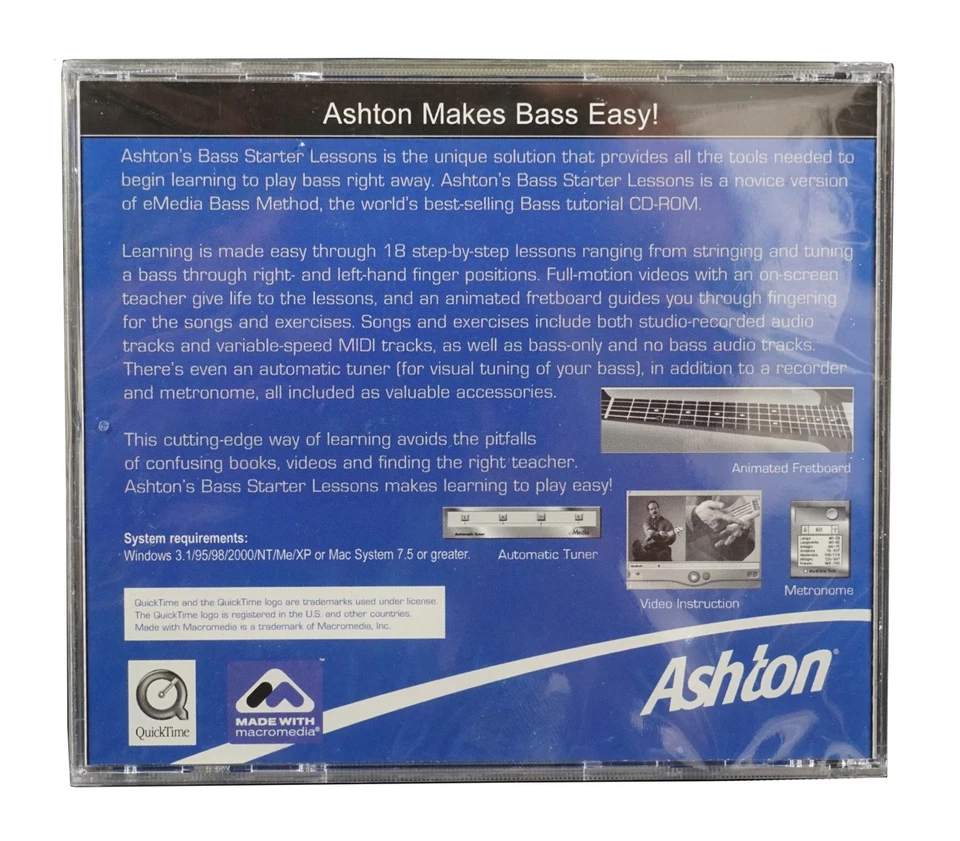 Ashton Makes Bass Easy!
Ashton's Bass Starter Lessons is the unique solution that provides all the tools needed to
begin learning to play bass right away. Ashton's Bass Starter Lessons is a novice version
of eMedia Bass Method, the world's best-selling Bass tutorial CD-ROM.
Learning is made easy through 18 step-by-step lessons ranging from stringing and tuning
a bass through right- and left-hand finger positions. Full-motion videos with an on-screen
teacher give life to the lessons, and an animated fretboard guides you through fingering
for the songs and exercises. Songs and exercises include both studio-recorded audio
tracks and variable-speed MIDI tracks, as well as bass-only and no bass audio tracks.
There's even an automatic tuner (for visual tuning of your bass), in addition to a recorder
and metronome, all included as valuable accessories.
This cutting-edge way of learning avoids the pitfalls
of confusing books, videos and finding the right teacher.
Ashton's Bass Starter Lessons makes learning to play easy!
Animated Fretboard
System requirements:
Windows 3.1/95/98/2000/NT/Me/XP or Mac System 7.5 or greater.
Automatic Tuner
eMedia
Automatic Tuner
Video Instruction
60
Metronome
QuickTime and the QuickTime logo are trademarks used under license.
The QuickTime logo is registered in the U.S. and other countries.
Made with Macromedia is a trademark of Macromedia, Inc.
QuickTime
MADE WITH
macromedia®
™
Ashton®